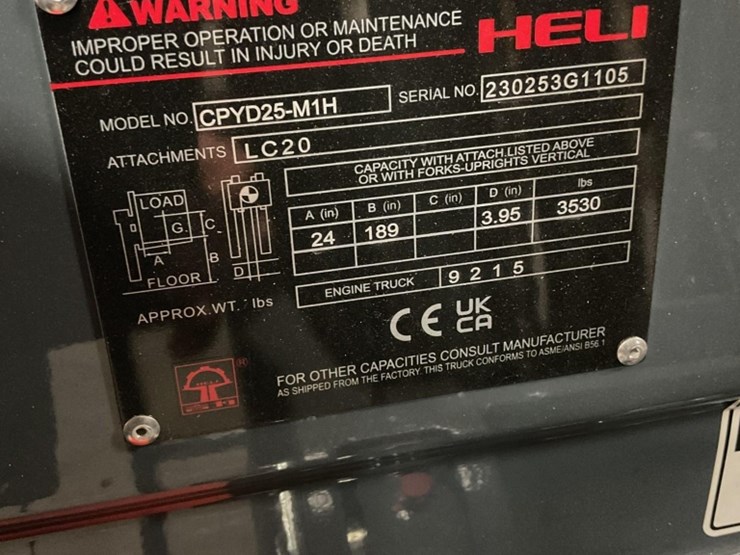 WARNING
IMPROPER OPERATION OR MAINTENANCE
COULD RESULT IN INJURY OR DEATH
HELI
MODEL NO. CPYD25-M1H SERIAL NO. 230253G1105
ATTACHMENTS LC20
CAPACITY WITH ATTACH.LISTED ABOVE
OR WITH FORKS-UPRIGHTS VERTICAL
LOAD
G. C
A B
FLOOR D
A (in) B (in) C (in) D (in) lbs
24 189 3.95 3530
APPROX.WT. lbs
ENGINE TRUCK 9215
CE UK
CA
®
FOR OTHER CAPACITIES CONSULT MANUFACTURER
AS SHIPPED FROM THE FACTORY. THIS TRUCK CONFORMS TO ASME/ANSI B56.1